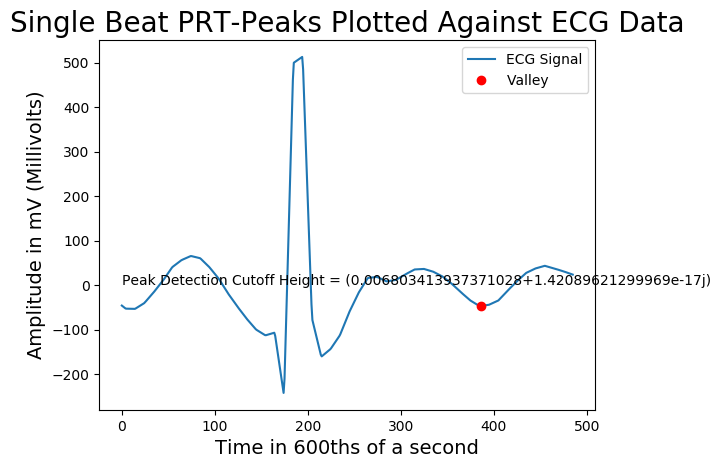 Single Beat PRT-Peaks Plotted Against ECG Data
ECG Signal
Valley
Amplitude in mV (Millivolts)
500
400
300
200
100
0
−100
−200
Peak Detection Cutoff Height = (0.006803413937371028+1.42089621299969e-17j)
0 100 200 300 400 500
Time in 600ths of a second